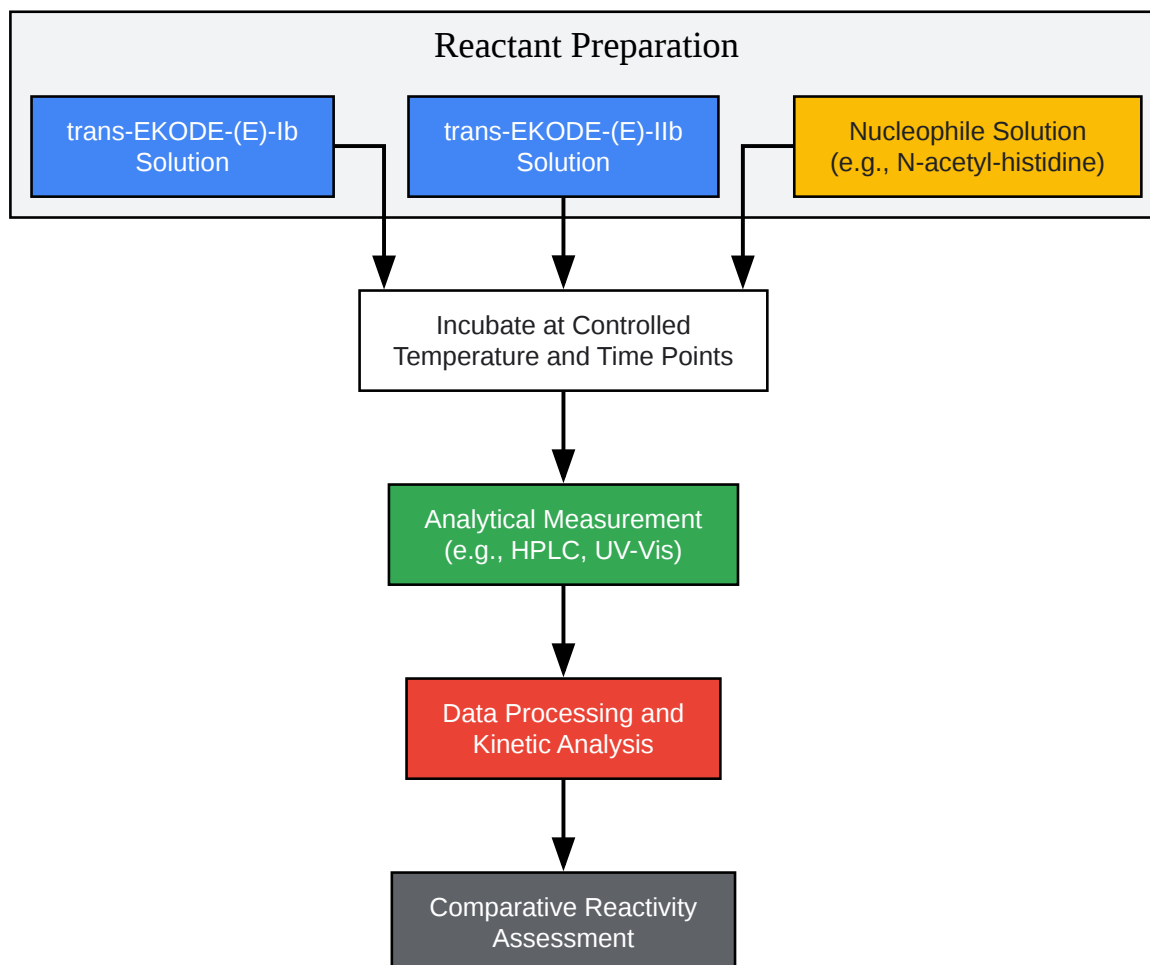 Reactant Preparation
trans-EKODE-(E)-Ib
Solution
trans-EKODE-(E)-IIb
Solution
Nucleophile Solution
(e.g., N-acetyl-histidine)
Incubate at Controlled
Temperature and Time Points
Analytical Measurement
(e.g., HPLC, UV-Vis)
Data Processing and
Kinetic Analysis
Comparative Reactivity
Assessment